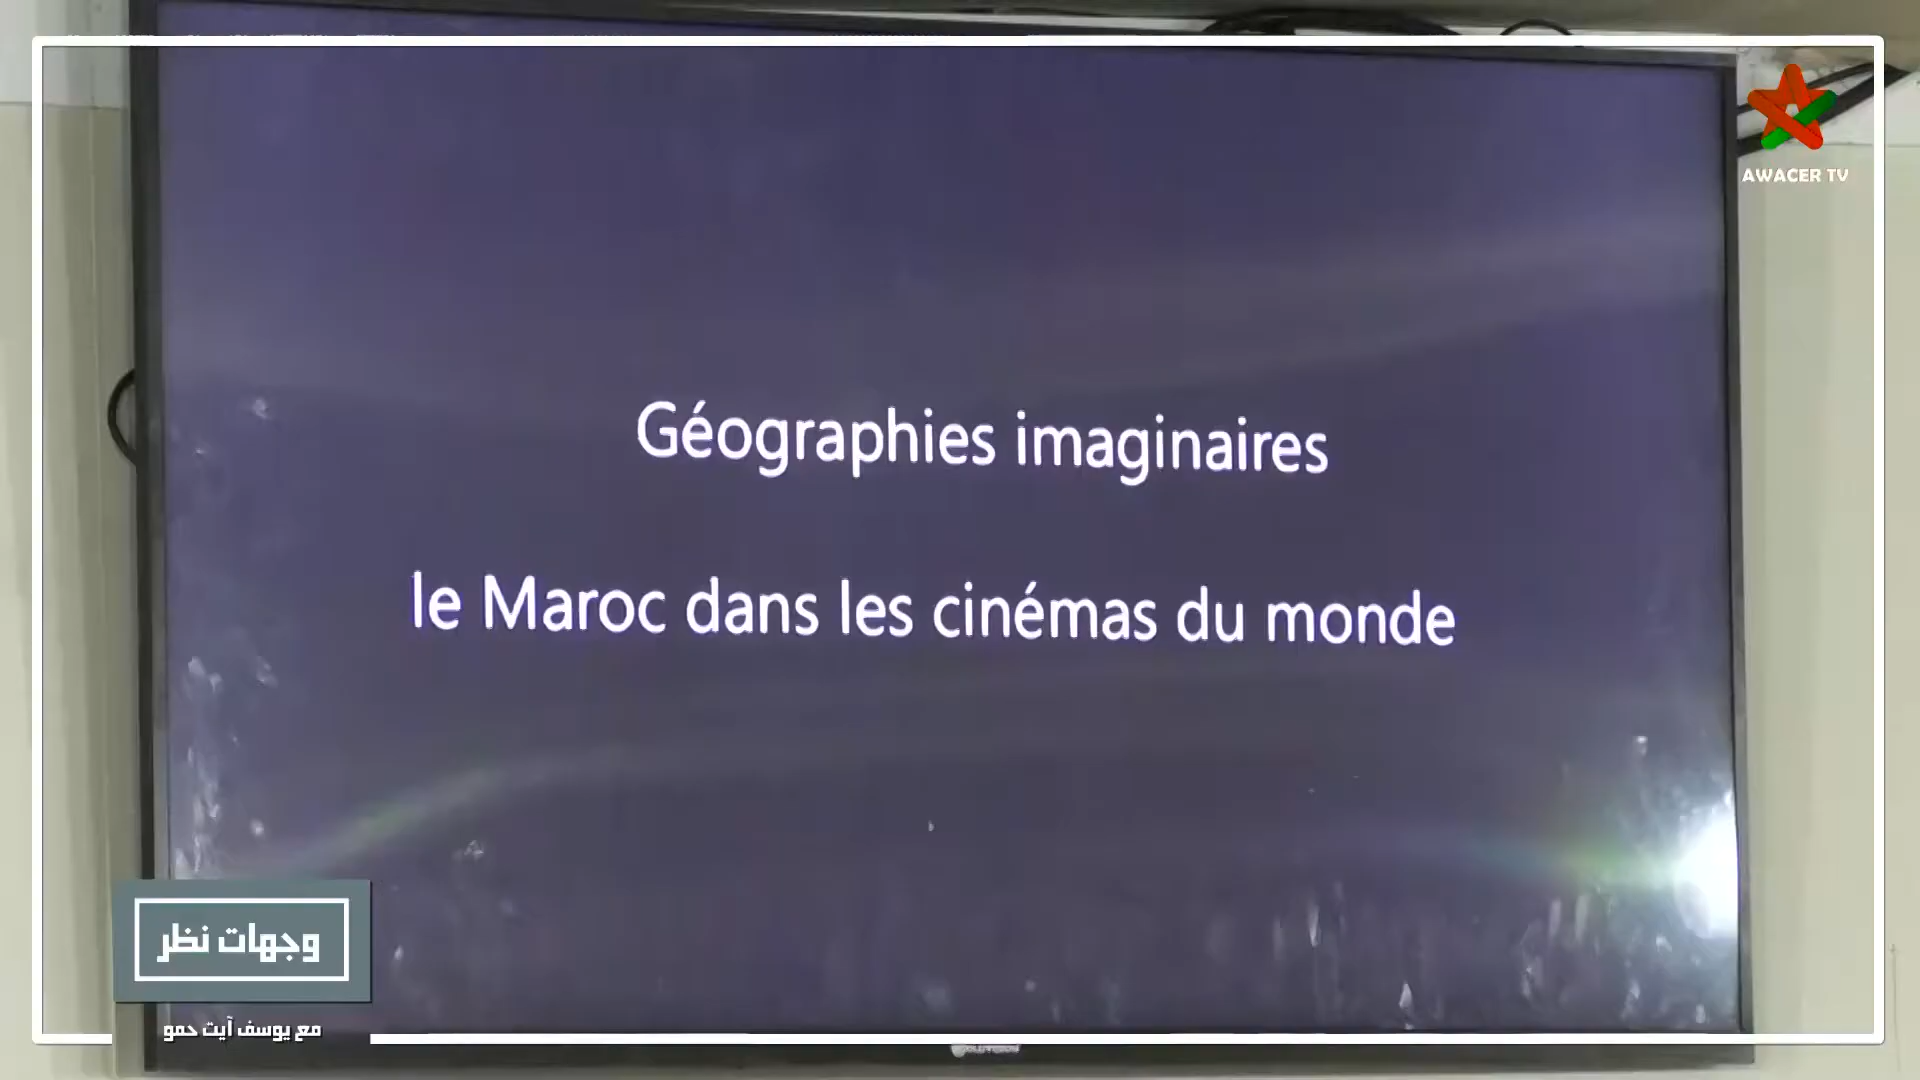 AWACER TV
Géographies imaginaires
le Maroc dans les cinémas du monde
وجهات نظر
مع يوسف آيت حمو